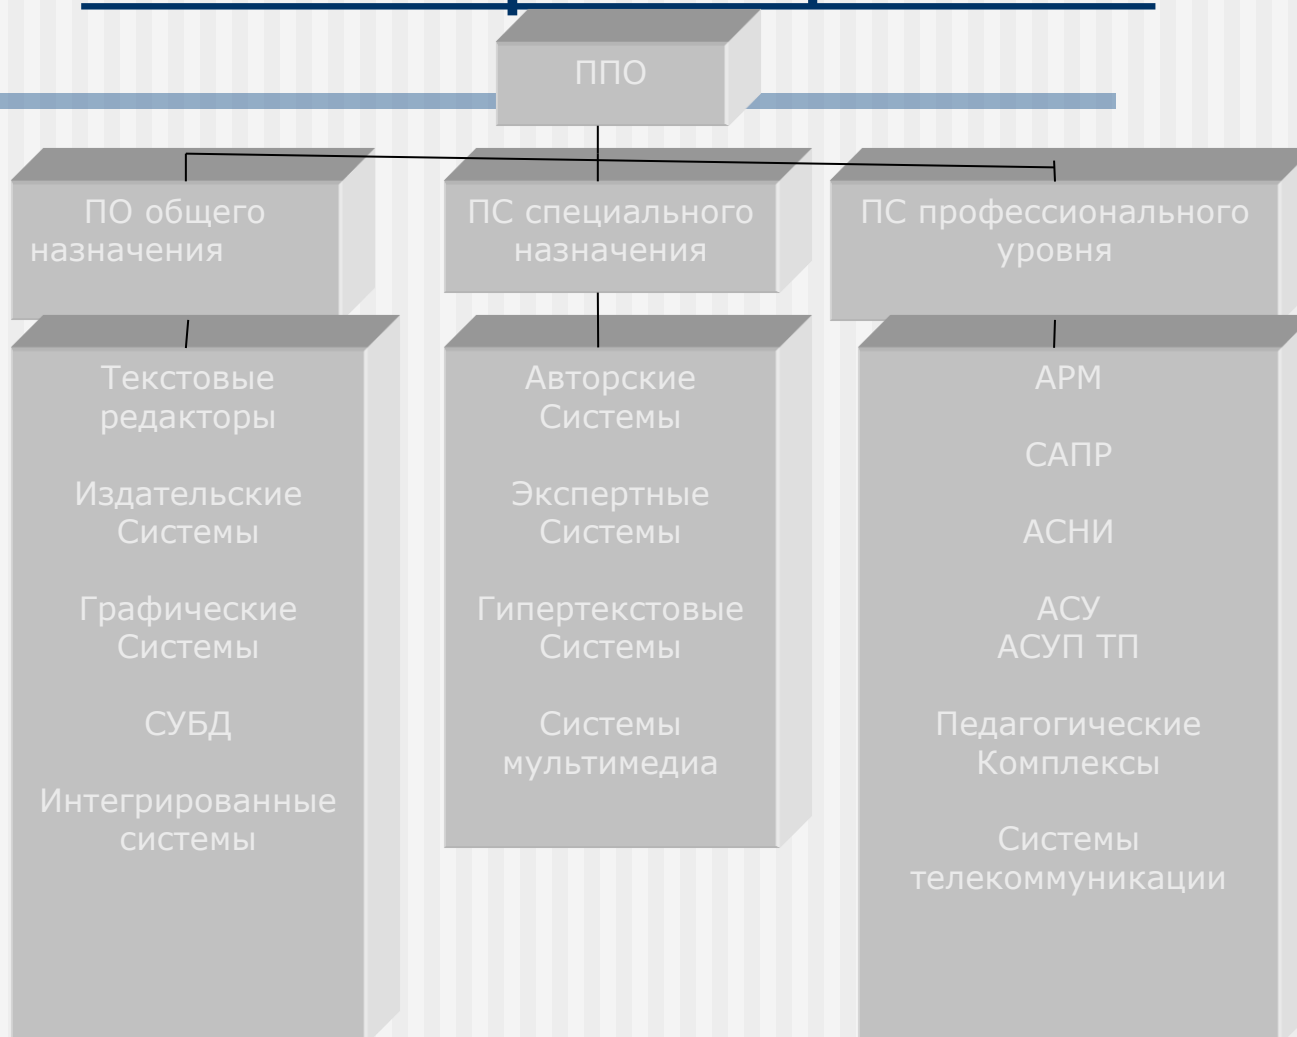 ППО
ПО общего
назначения
ПС специального
назначения
ПС профессионального
уровня
Текстовые
редакторы
Издательские
Системы
Графические
Системы
СУБД
Интегрированные
системы
Авторские
Системы
Экспертные
Системы
Гипертекстовые
Системы
Системы
мультимедиа
АРМ
САПР
АСНИ
АСУ
АСУП ТП
Педагогические
Комплексы
Системы
телекоммуникации